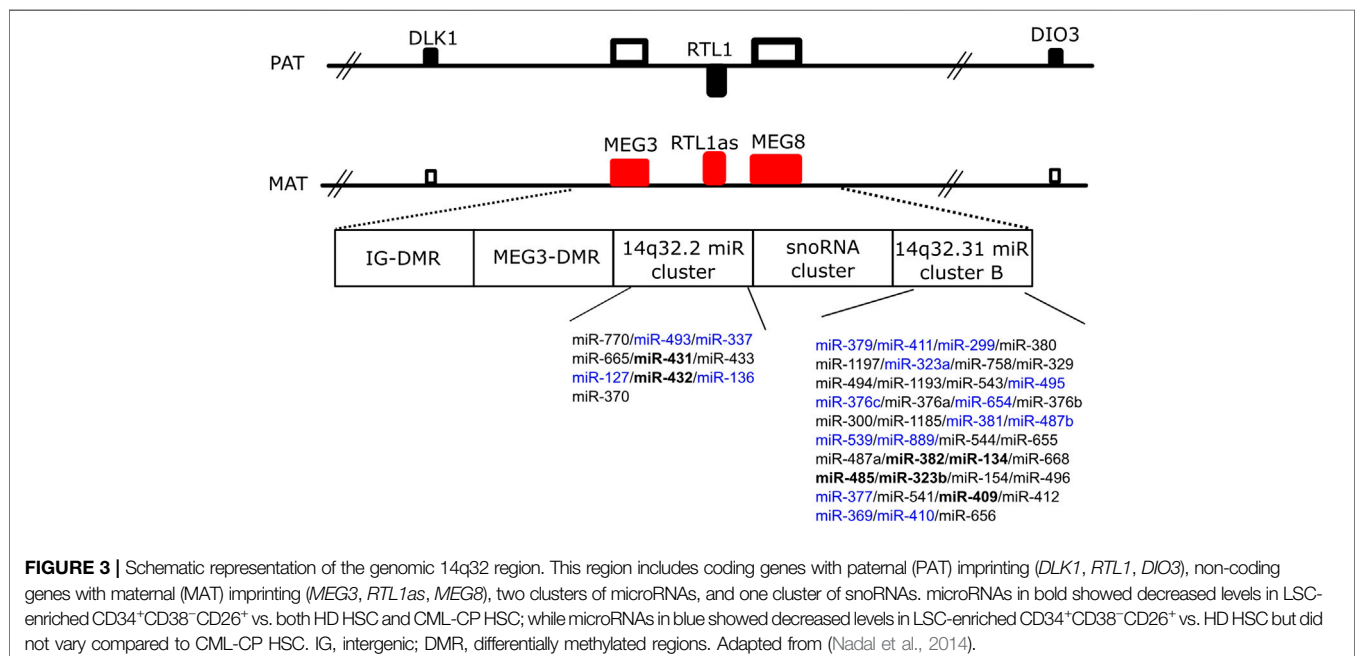 DLK1
RTL1
DIO3
PAT
MEG3
RTL1as
MEG8
MAT
IG-DMR
MEG3-DMR
14q32.2 miR
cluster
snoRNA
cluster
14q32.31 miR
cluster B
miR-770/miR-493/miR-337
miR-665/miR-431/miR-433
miR-127/miR-432/miR-136
miR-370
miR-379/miR-411/miR-299/miR-380
miR-1197/miR-323a/miR-758/miR-329
miR-494/miR-1193/miR-543/miR-495
miR-376c/miR-376a/miR-654/miR-376b
miR-300/miR-1185/miR-381/miR-487b
miR-539/miR-889/miR-544/miR-655
miR-487a/miR-382/miR-134/miR-668
miR-485/miR-323b/miR-154/miR-496
miR-377/miR-541/miR-409/miR-412
miR-369/miR-410/miR-656
FIGURE 3 | Schematic representation of the genomic 14q32 region. This region includes coding genes with paternal (PAT) imprinting (DLK1, RTL1, DIO3), non-coding
genes with maternal (MAT) imprinting (MEG3, RTL1as, MEG8), two clusters of microRNAs, and one cluster of snoRNAs. microRNAs in bold showed decreased levels in LSC-
enriched CD34⁺CD38⁻CD26⁺ vs. both HD HSC and CML-CP HSC; while microRNAs in blue showed decreased levels in LSC-enriched CD34⁺CD38⁻CD26⁺ vs. HD HSC but did
not vary compared to CML-CP HSC. IG, intergenic; DMR, differentially methylated regions. Adapted from (Nadal et al., 2014).